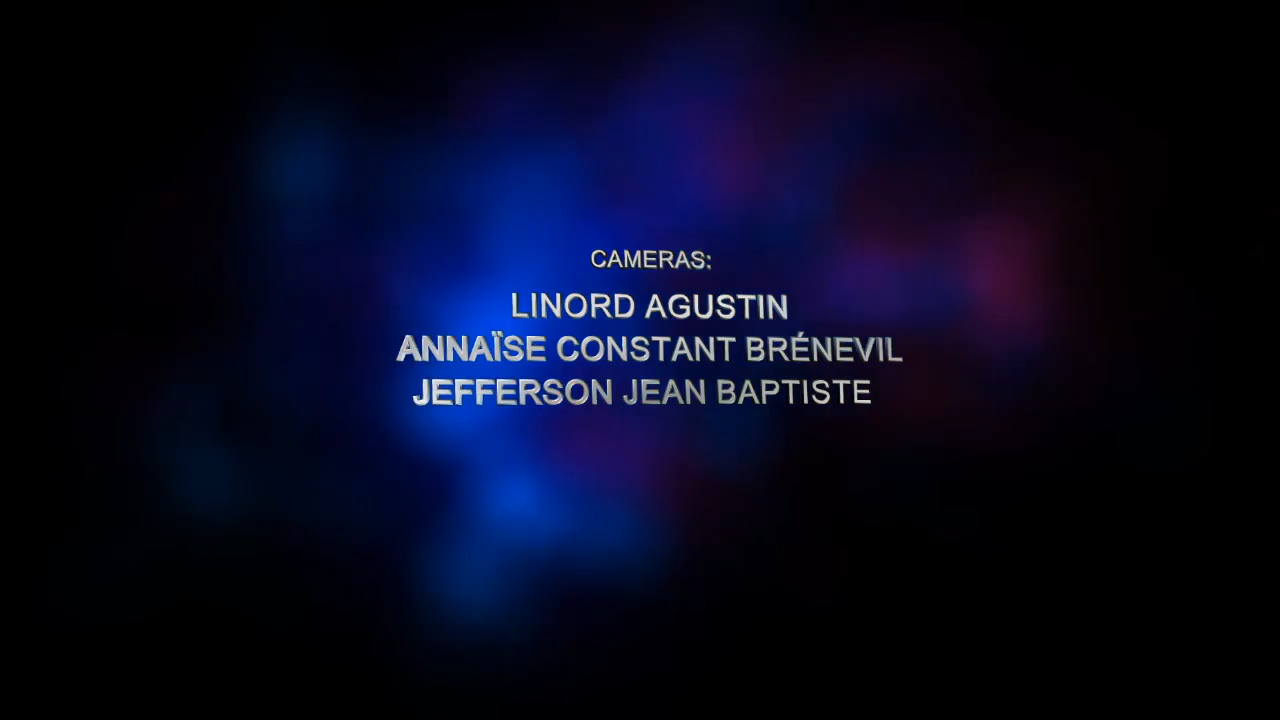 CAMERAS:
LINORD AGUSTIN
ANNAÏSE CONSTANT BRÉNEVIL
JEFFERSON JEAN BAPTISTE